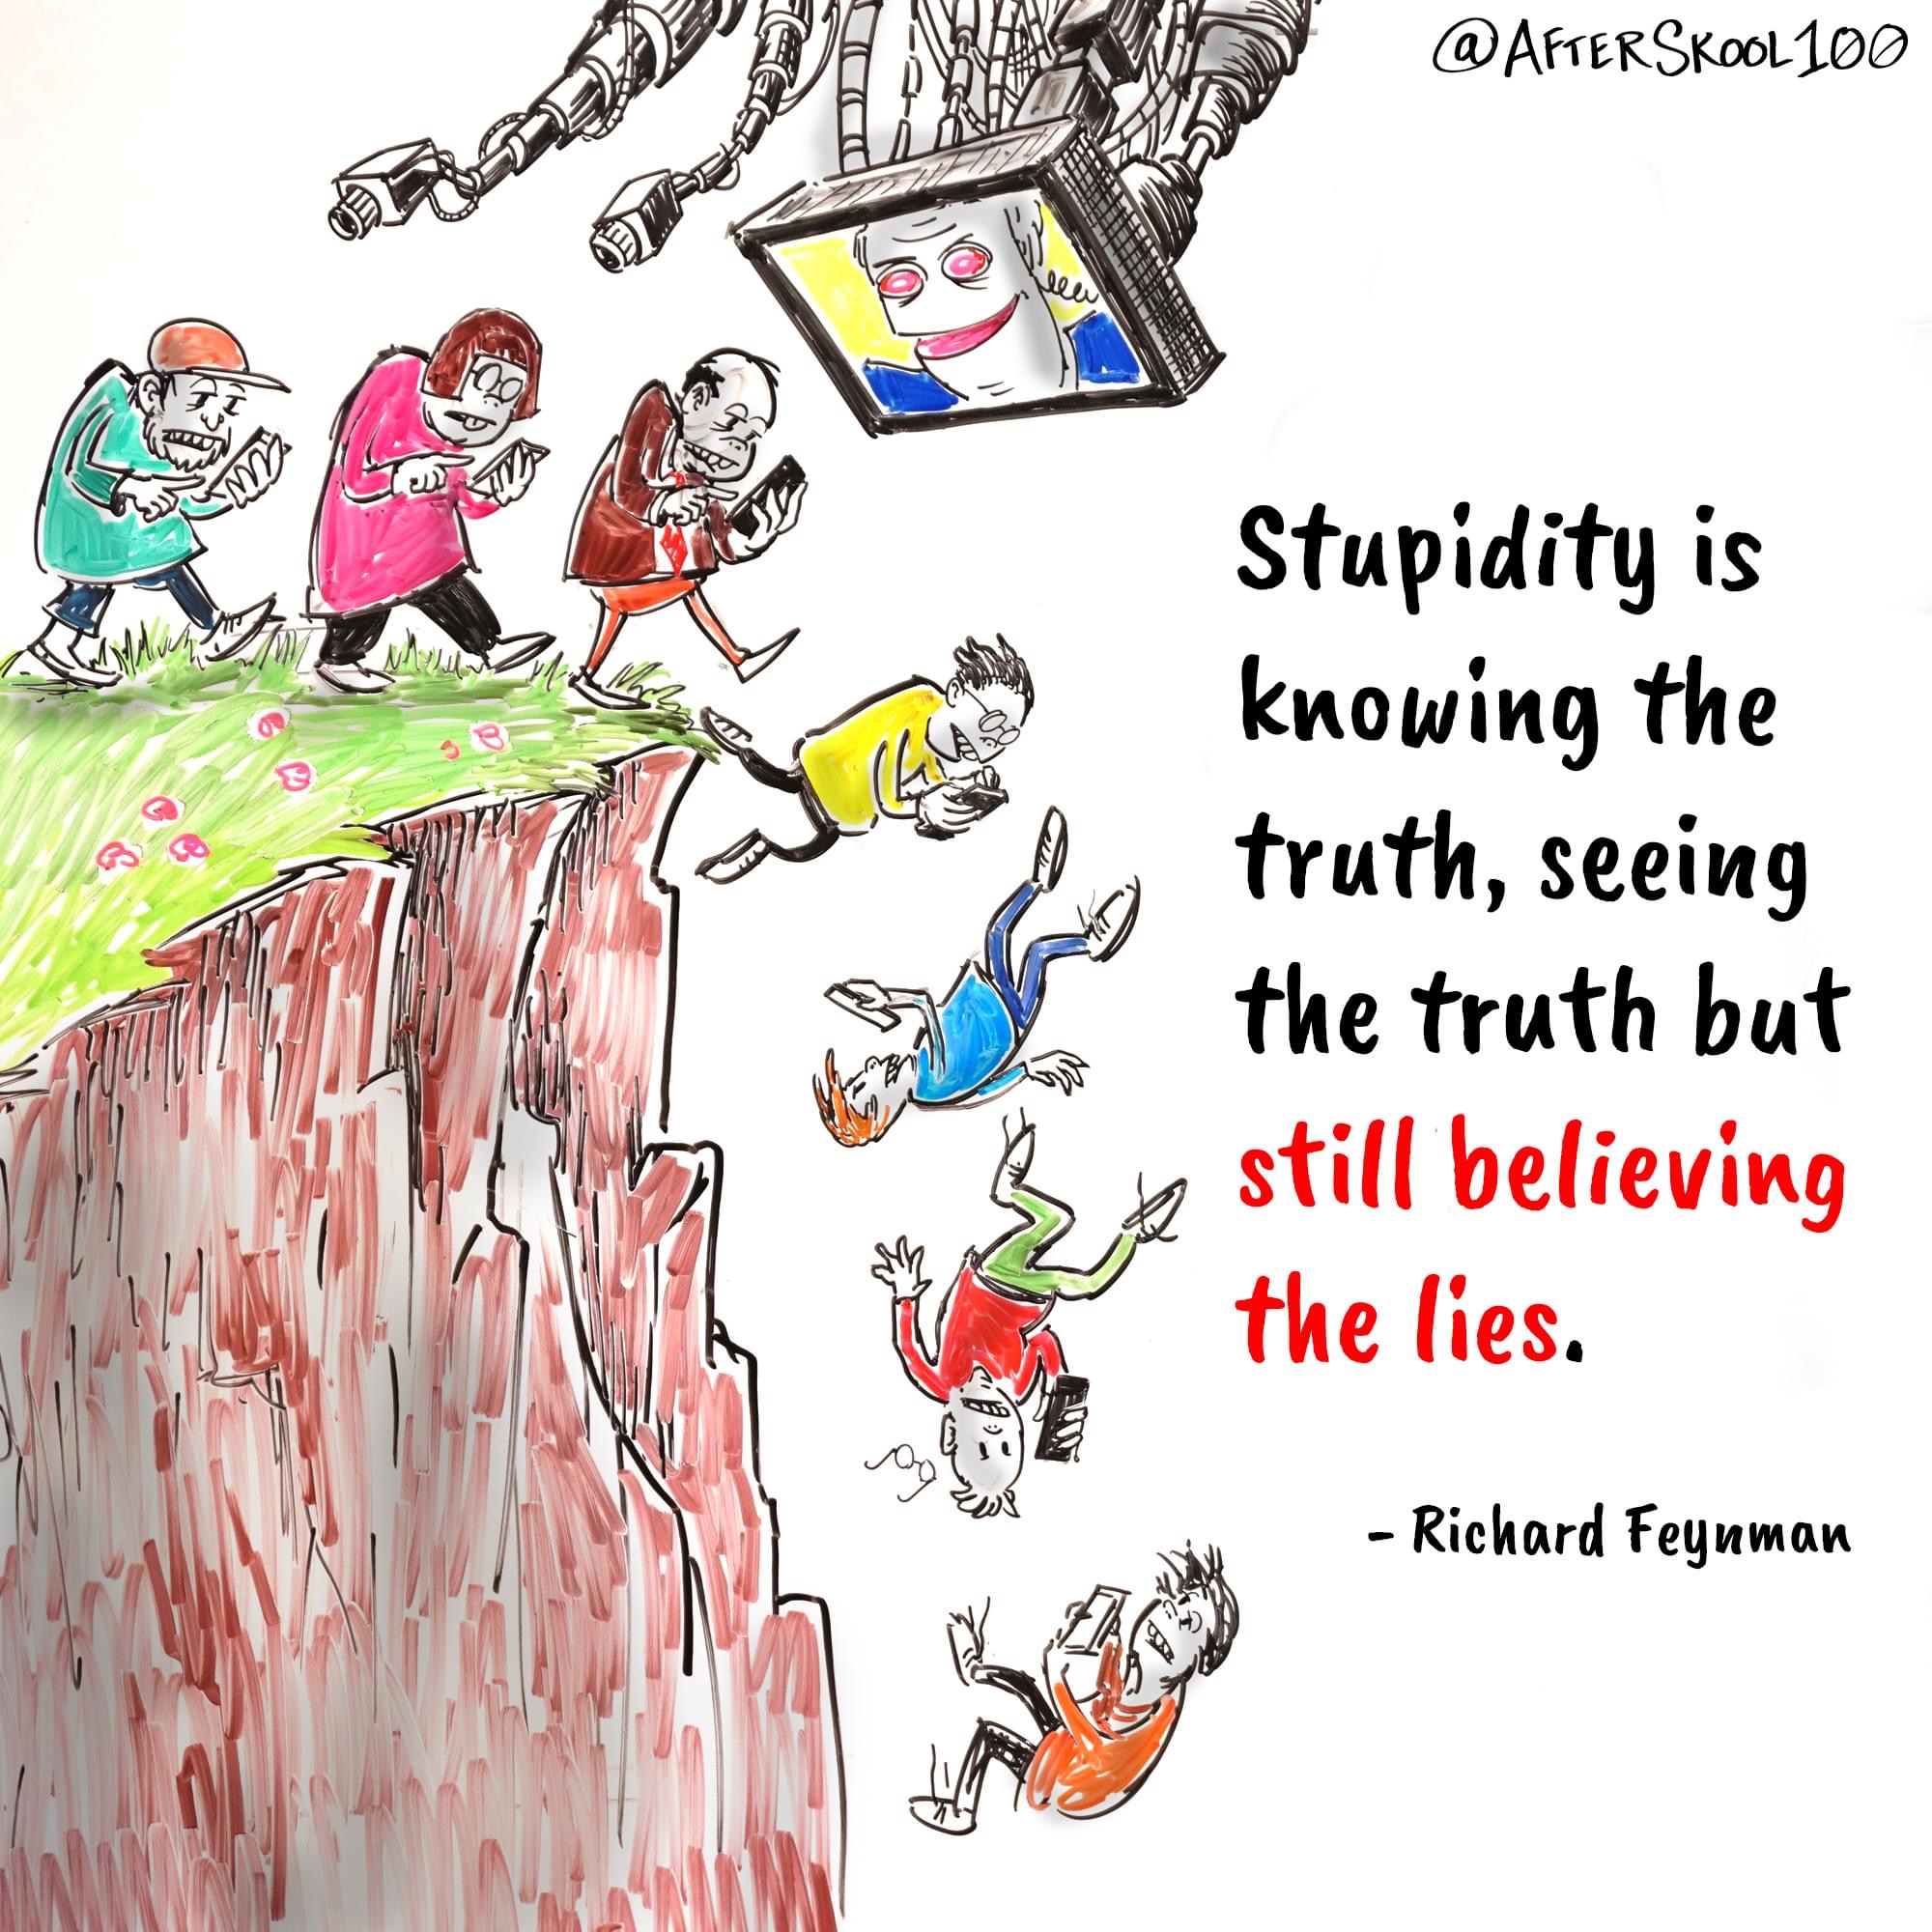 @AFTERSKOOL100
Stupidity is
knowing the
truth, seeing
the truth but
still believing
the lies.
- Richard Feynman